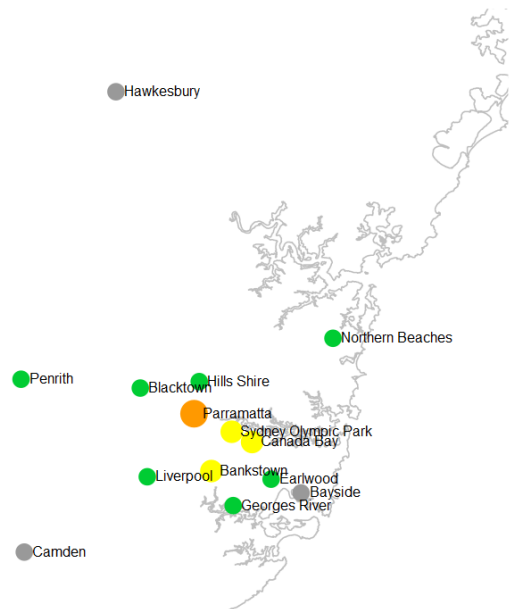 Hawkesbury
Northern Beaches
Penrith
Hills Shire
Blacktown
Parramatta
Sydney Olympic Park
Canada Bay
Bankstown
Liverpool
Earlwood
Bayside
Georges River
Camden